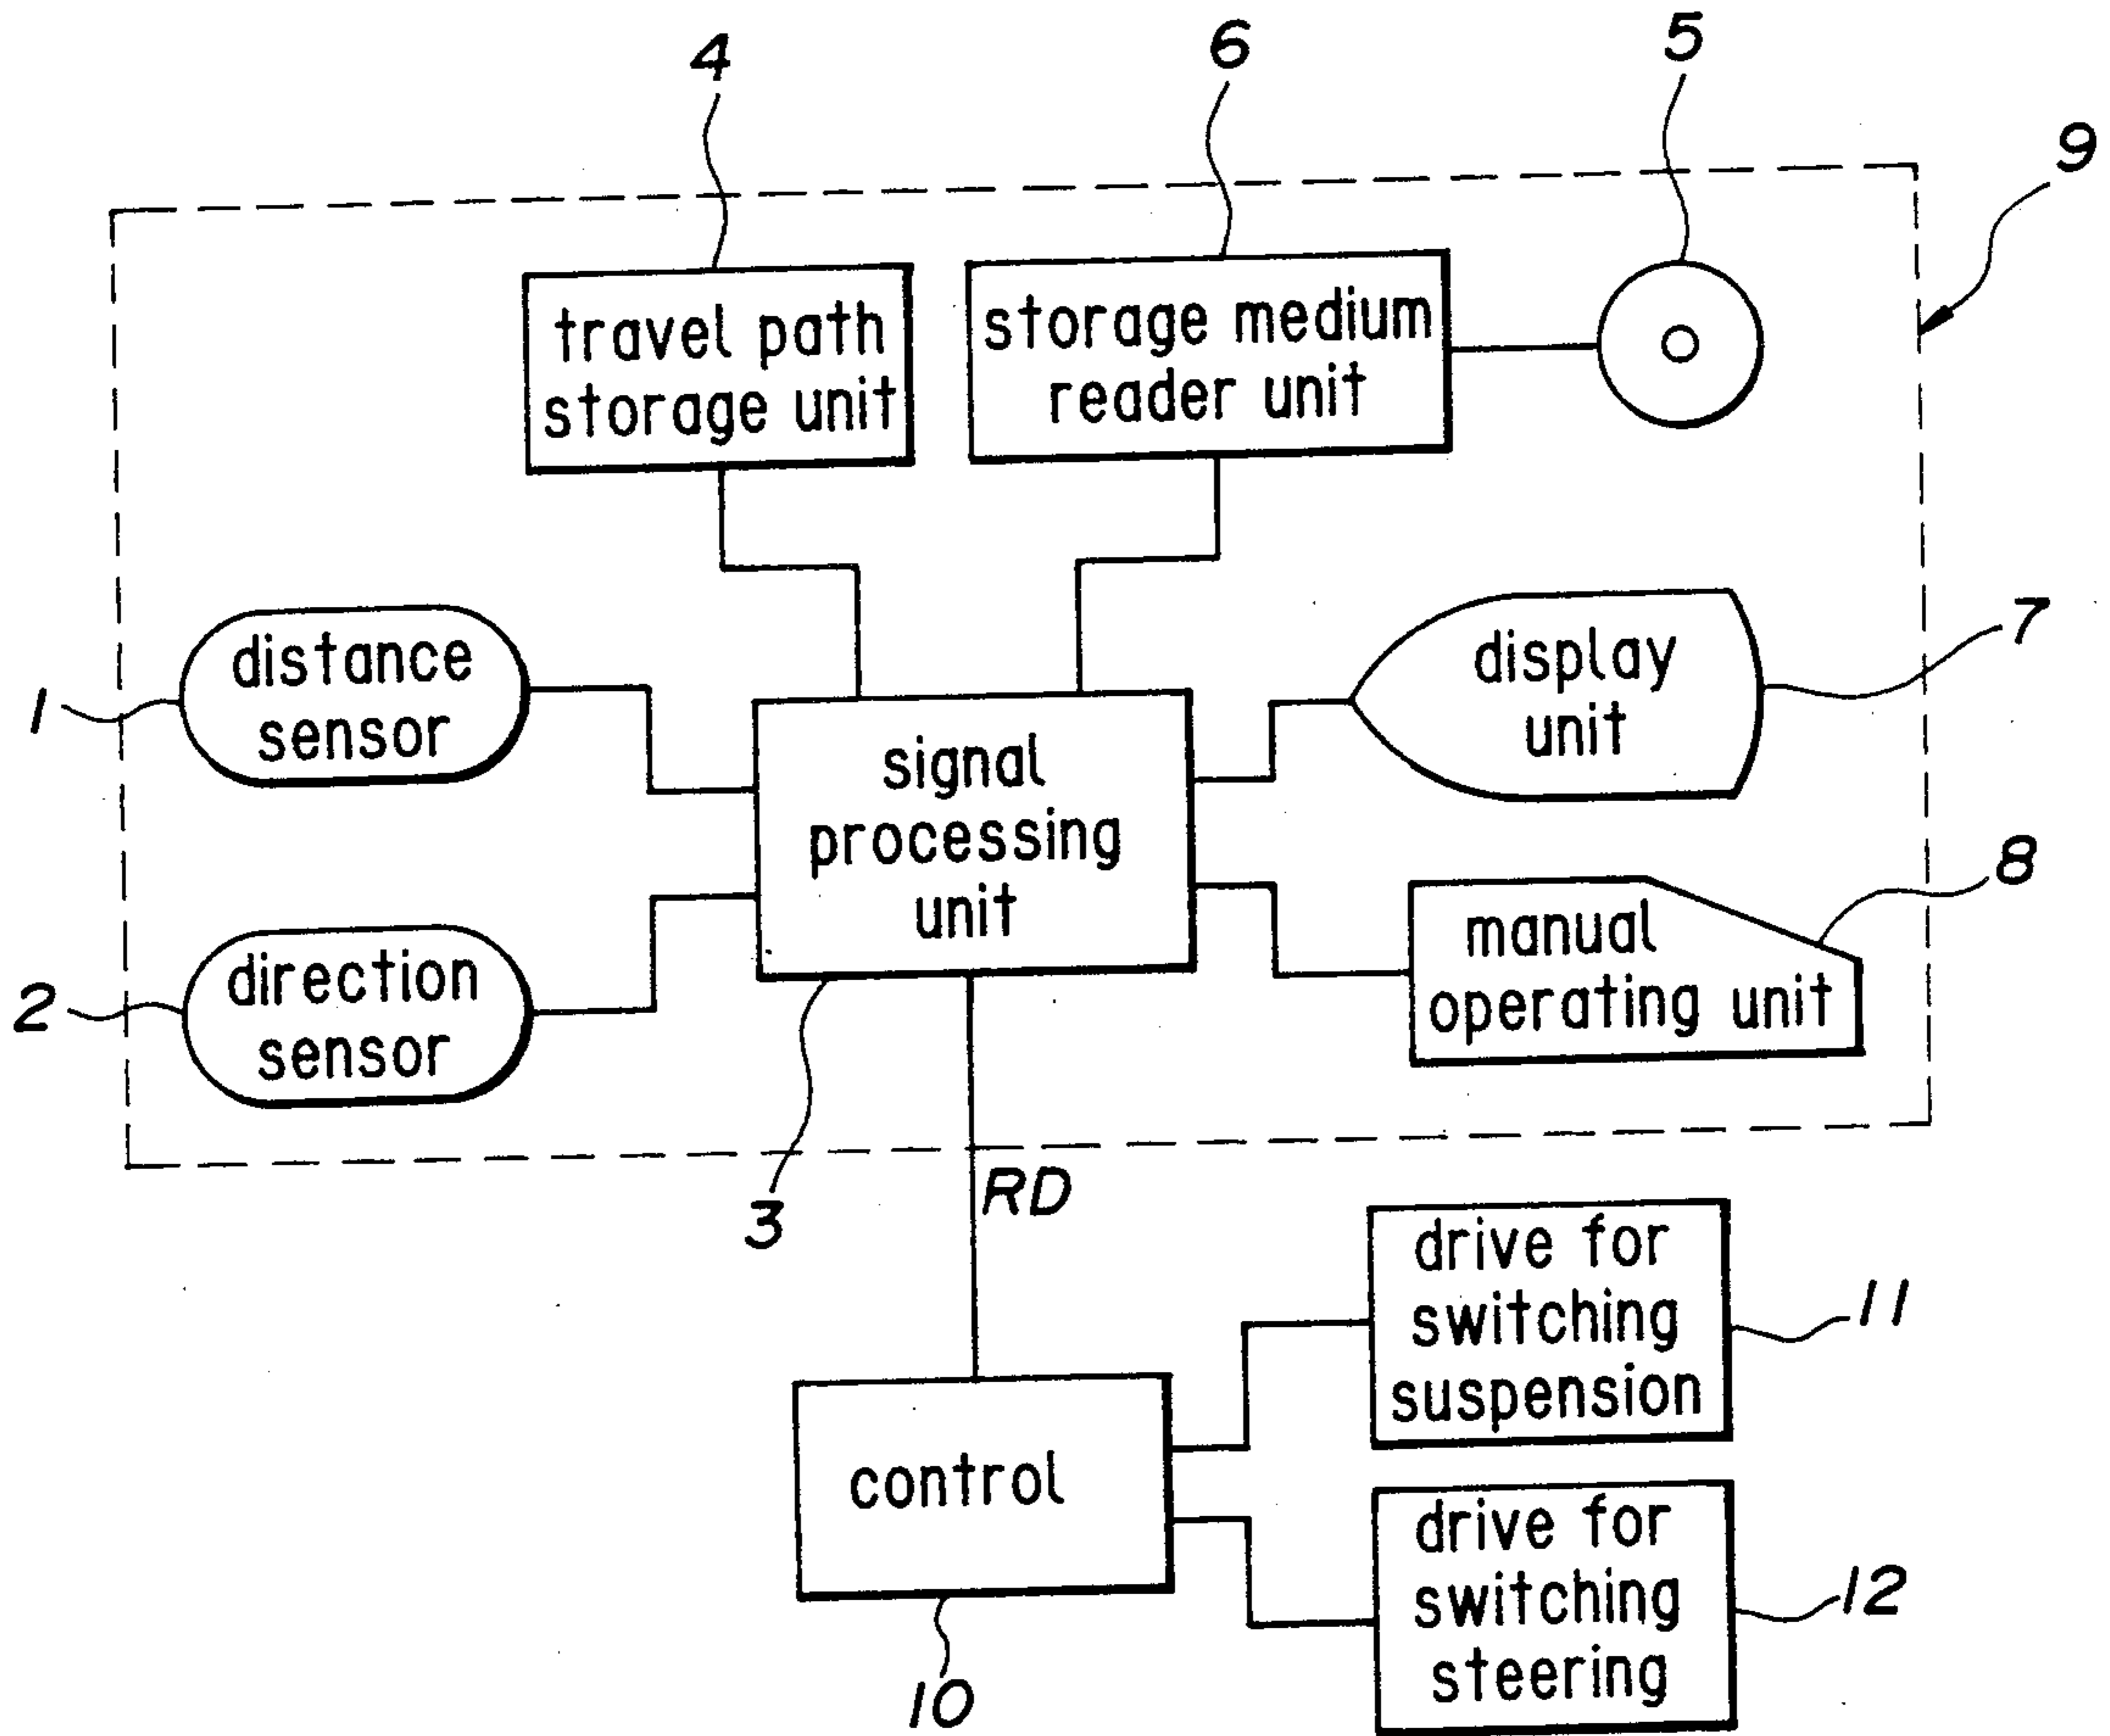 4
6
5
9
travel path
storage unit
storage medium
reader unit
1
distance
sensor
display
unit
7
signal
processing
unit
2
direction
sensor
manual
operating unit
8
3
RD
drive for
switching
suspension
11
control
10
drive for
switching
steering
12